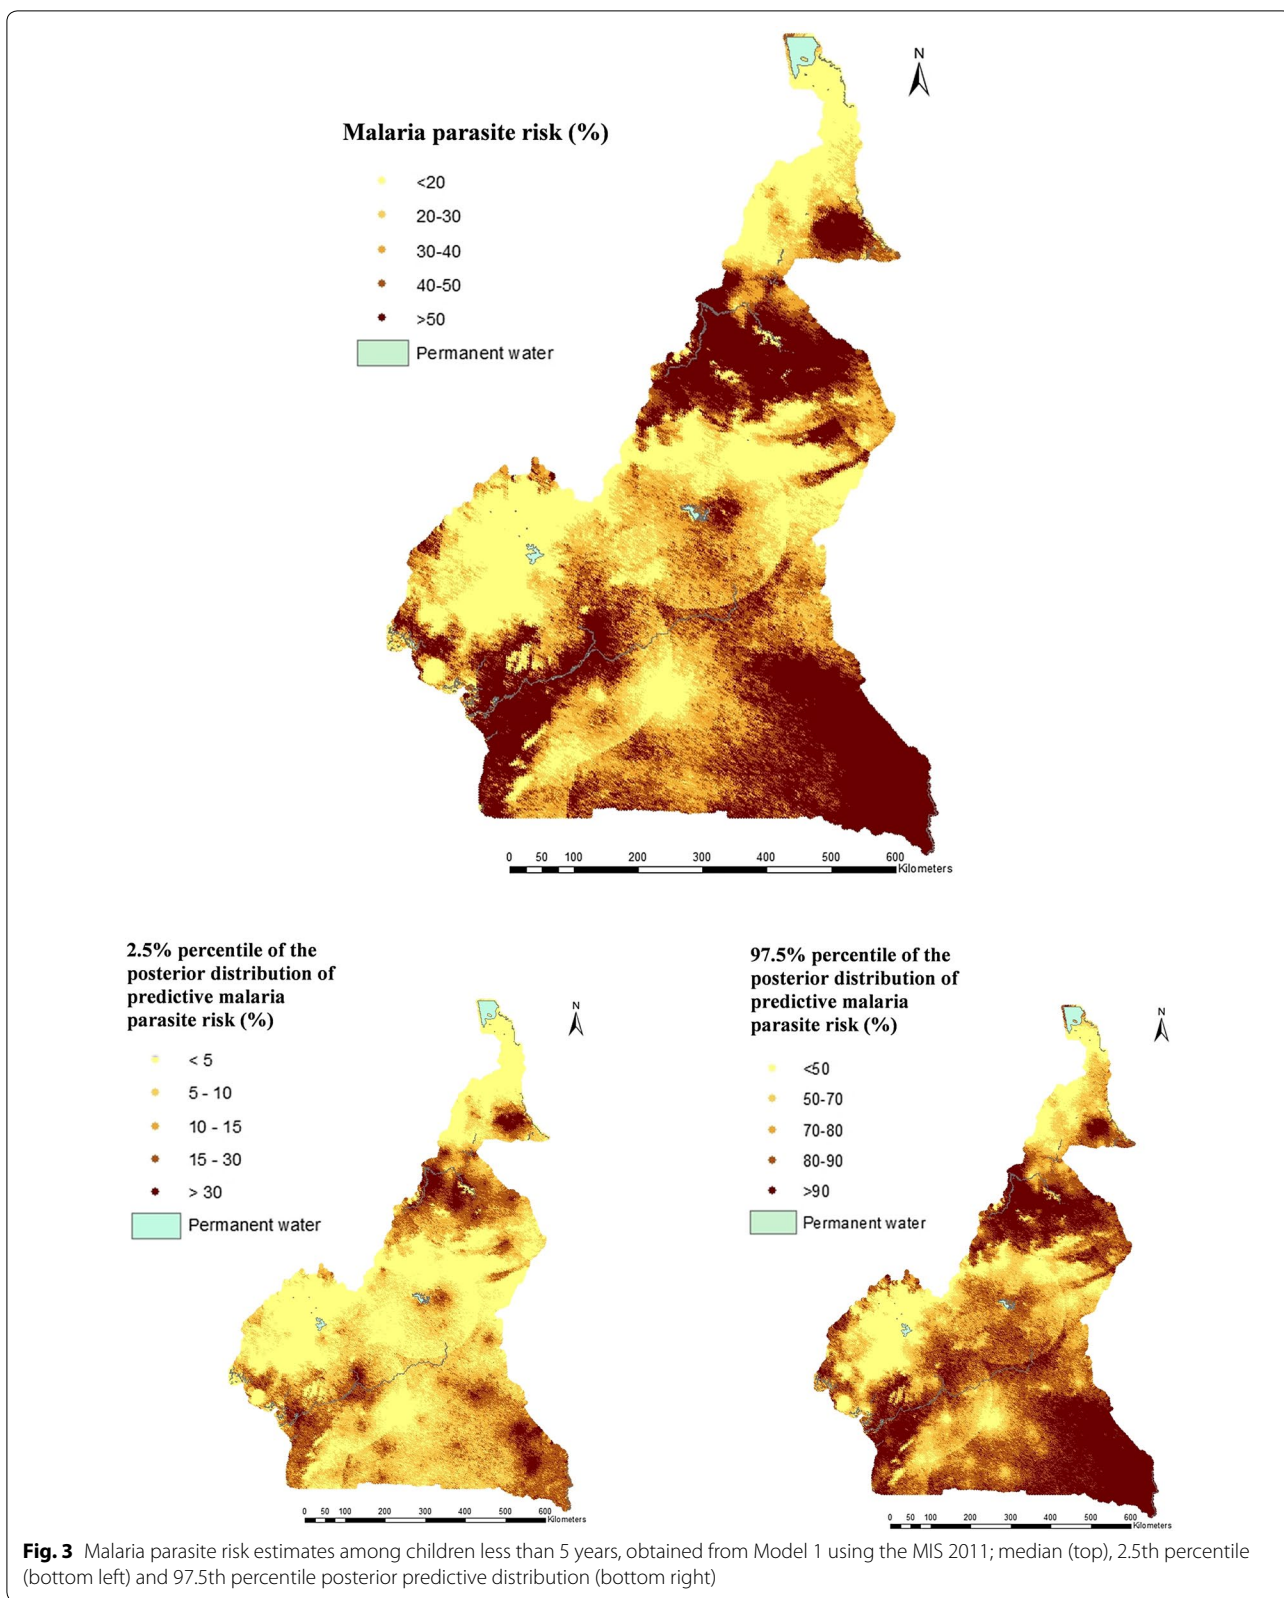 N
Malaria parasite risk (%)
<20
20-30
30-40
40-50
>50
Permanent water
0 50 100 200 300 400 500 600
Kilometers
2.5% percentile of the
posterior distribution of
predictive malaria
parasite risk (%)
N
< 5
5 - 10
10 - 15
15 - 30
> 30
Permanent water
0 50 100 200 300 400 500 600
Kilometers
97.5% percentile of the
posterior distribution of
predictive malaria
parasite risk (%)
N
<50
50-70
70-80
80-90
>90
Permanent water
0 50 100 200 300 400 500 600
Kilometers
Fig. 3 Malaria parasite risk estimates among children less than 5 years, obtained from Model 1 using the MIS 2011; median (top), 2.5th percentile
(bottom left) and 97.5th percentile posterior predictive distribution (bottom right)